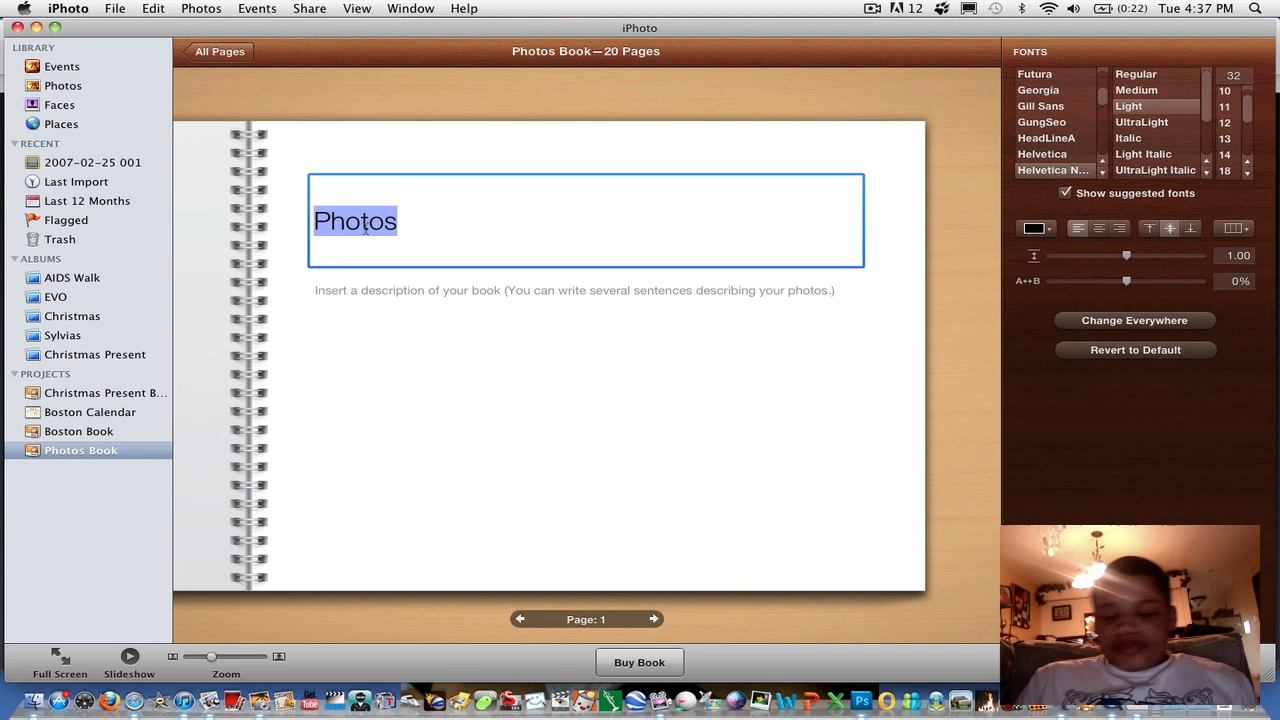 iPhoto File Edit Photos Events Share View Window Help 12 (0:22) Tue 4:37 PM
iPhoto
LIBRARY
Events
Photos
Faces
Places
RECENT
2007-02-25 001
Last Import
Last 12 Months
Flagged
Trash
ALBUMS
AIDS Walk
EVO
Christmas
Sylvias
Christmas Present
PROJECTS
Christmas Present B...
Boston Calendar
Boston Book
Photos Book
All Pages
Photos Book—20 Pages
Photos
Insert a description of your book (You can write several sentences describing your photos.)
Page: 1
Full Screen
Slideshow
Zoom
Buy Book
FONTS
Futura Regular 32
Georgia Medium 10
Gill Sans Light 11
GungSeo UltraLight 12
HeadLineA Italic 13
Helvetica Light Italic 14
Helvetica N... UltraLight Italic 18
Show suggested fonts
1.00
A↔B 0%
Change Everywhere
Revert to Default